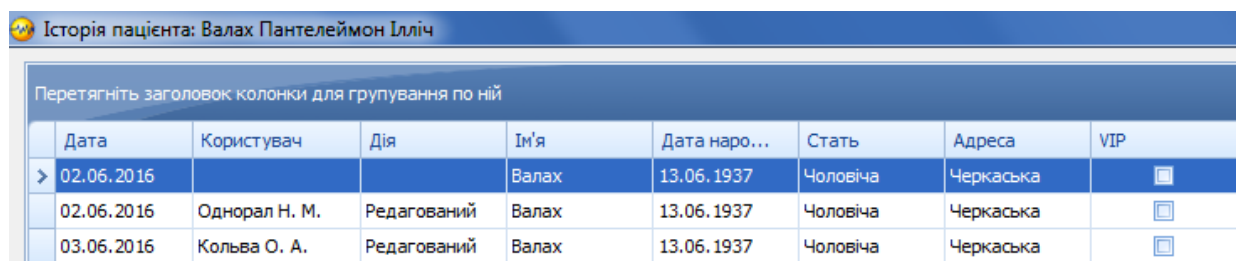 Історія пацієнта: Валах Пантелеймон Ілліч
Перетягніть заголовок колонки для групування по ній
Дата Користувач Дія Ім'я Дата наро... Стать Адреса VIP
02.06.2016 Валах 13.06.1937 Чоловіча Черкаська
02.06.2016 Однорал Н. М. Редагований Валах 13.06.1937 Чоловіча Черкаська
03.06.2016 Кольва О. А. Редагований Валах 13.06.1937 Чоловіча Черкаська